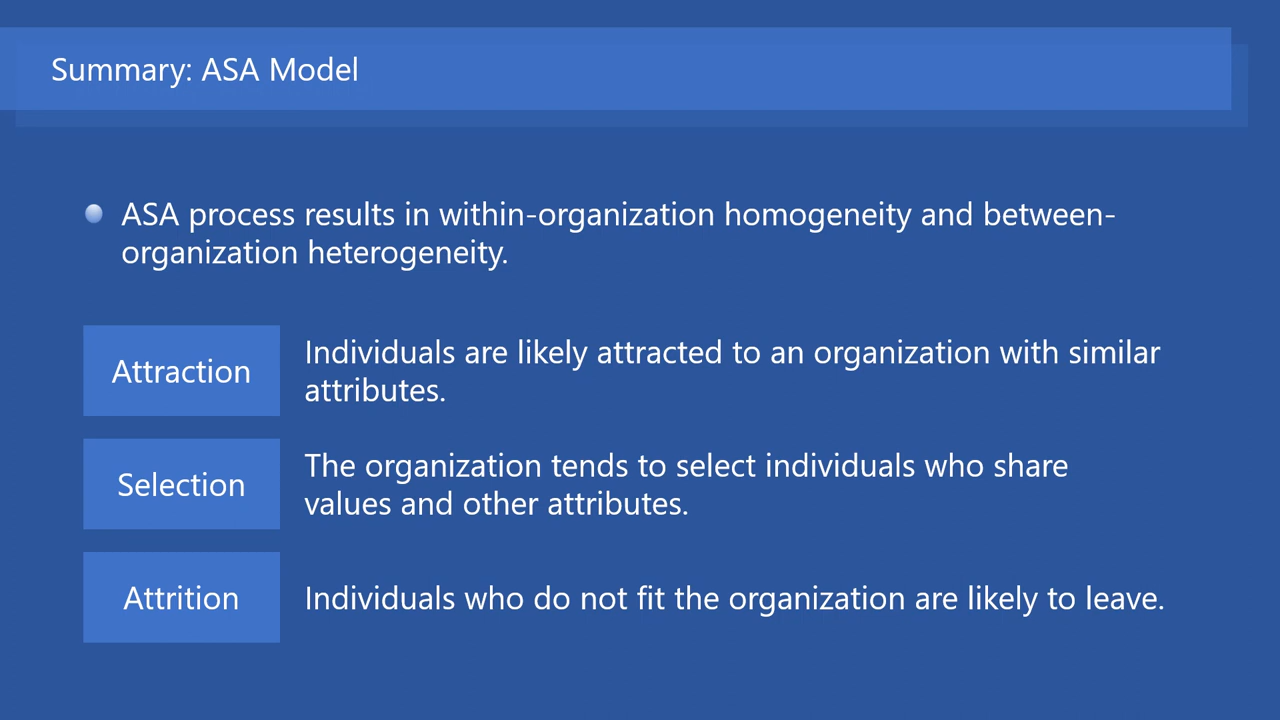 Summary: ASA Model
ASA process results in within-organization homogeneity and between-
organization heterogeneity.
Attraction
Individuals are likely attracted to an organization with similar
attributes.
Selection
The organization tends to select individuals who share
values and other attributes.
Attrition
Individuals who do not fit the organization are likely to leave.